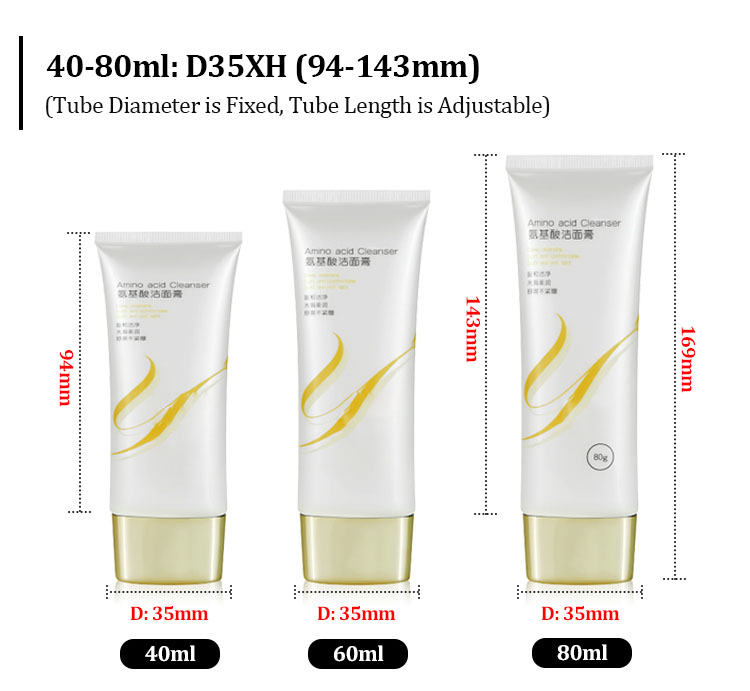 40-80ml: D35XH (94-143mm)
(Tube Diameter is Fixed, Tube Length is Adjustable)
Amino acid Cleanser
氨基酸洁面膏
94mm
D: 35mm
40ml
Amino acid Cleanser
氨基酸洁面膏
D: 35mm
60ml
Amino acid Cleanser
氨基酸洁面膏
80g
143mm
169mm
D: 35mm
80ml